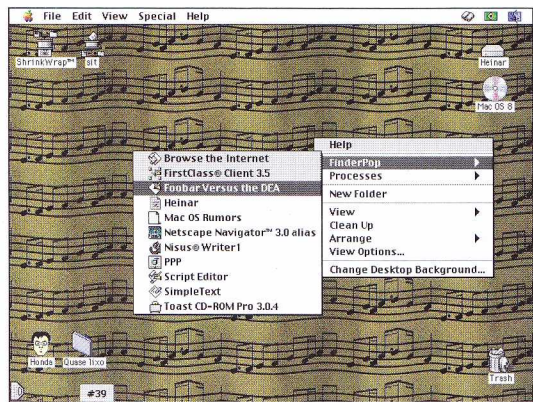 File Edit View Special Help
ShrinkWrap™
sit
Heinar
Mac OS 8
Help
FinderPop
Processes
New Folder
View
Clean Up
Arrange
View Options...
Change Desktop Background...
Browse the Internet
FirstClass® Client 3.5
Foobar Versus the DEA
Heinar
Mac OS Rumors
Netscape Navigator™ 3.0 alias
Nisus® Writer1
PPP
Script Editor
SimpleText
Toast CD-ROM Pro 3.0.4
Honda
Quase lixo
Trash
#39